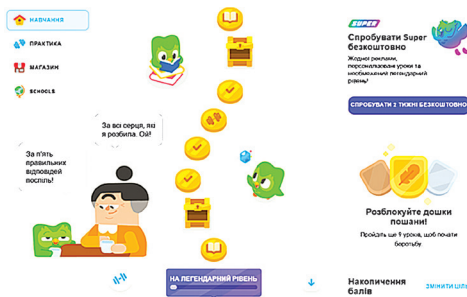 НАВЧАННЯ
ПРАКТИКА
МАГАЗИН
SCHOOLS
За всі серця, які
я розбила. Ой!
За п'ять
правильних
відповідей
поспіль!
НА ЛЕГЕНДАРНИЙ РІВЕНЬ
SUPER
Спробувати Super
безкоштовно
Жодної реклами,
персоналізовані уроки та
необмежений легендарний
рівень!
СПРОБУВАТИ 2 ТИЖНІ БЕЗКОШТОВНО
Розблокуйте дошки
пошани!
Пройдіть ще 9 уроків, щоб почати
боротьбу
Накопичення
балів
ЗМІНИТИ ЦІЛЬ